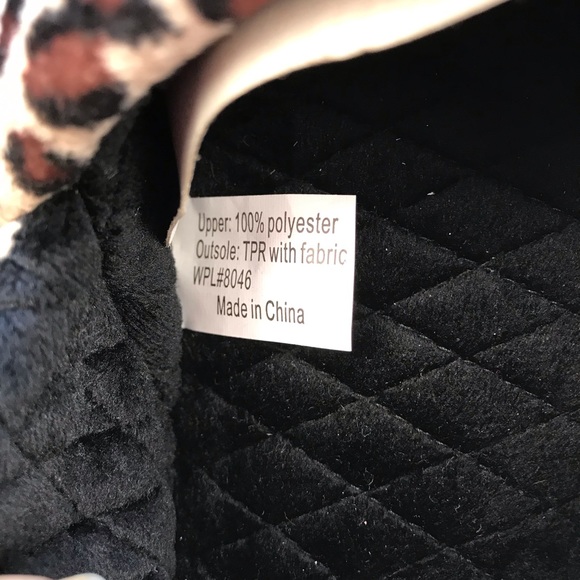 Upper: 100% polyester
Outsole: TPR with fabric
WPL#8046
Made in China